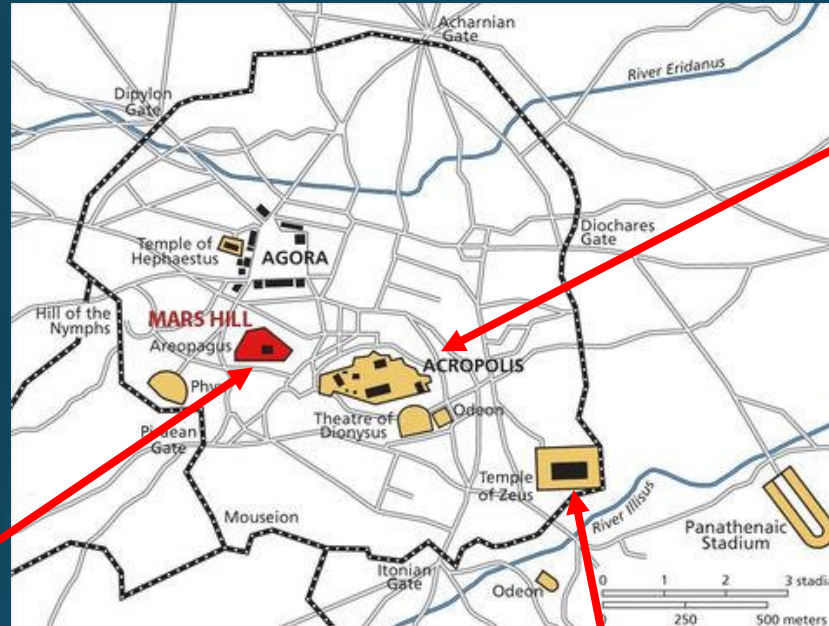 Acharnian
Gate
River Eridanus
Dipylon
Gate
Diochares
Gate
Temple of
Hephaestus
AGORA
Hill of the
Nymphs
MARS HILL
Areopagus
ACROPOLIS
Theatre of
Dionysus
Odeon
Gate
Temple
of Zeus
River Illisus
Mouseion
Panathenaic
Stadium
Itonian
Gate
Odeon
0 1 2 3 stadia
0 250 500 meters